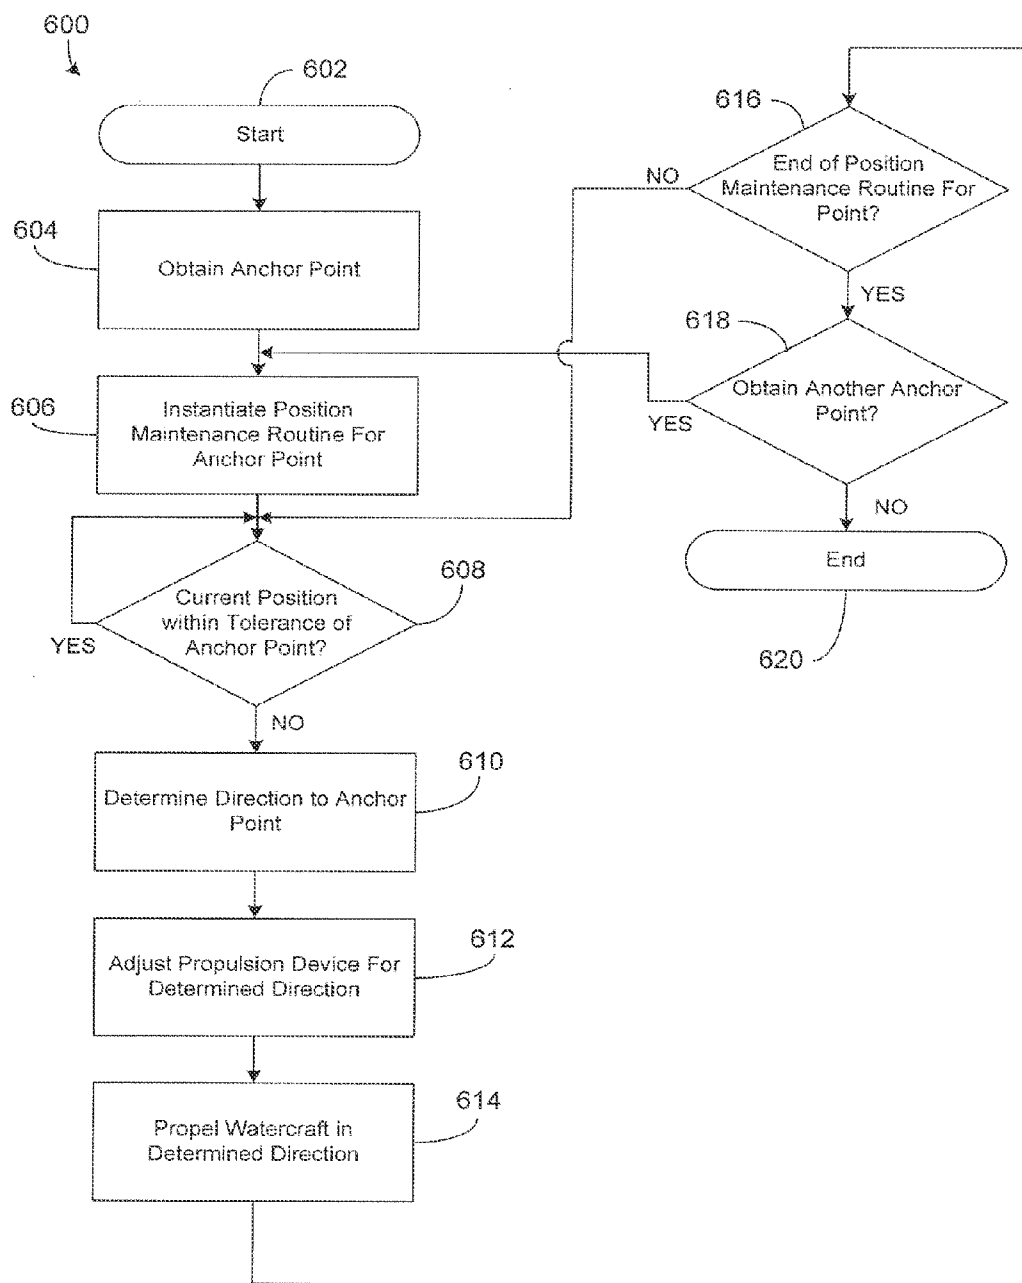 600
602
Start
604
Obtain Anchor Point
606
Instantiate Position
Maintenance Routine For
Anchor Point
608
Current Position
within Tolerance of
Anchor Point?
YES
NO
610
Determine Direction to Anchor
Point
612
Adjust Propulsion Device For
Determined Direction
614
Propel Watercraft in
Determined Direction
616
End of Position
Maintenance Routine For
Point?
NO
YES
618
Obtain Another Anchor
Point?
YES
NO
End
620